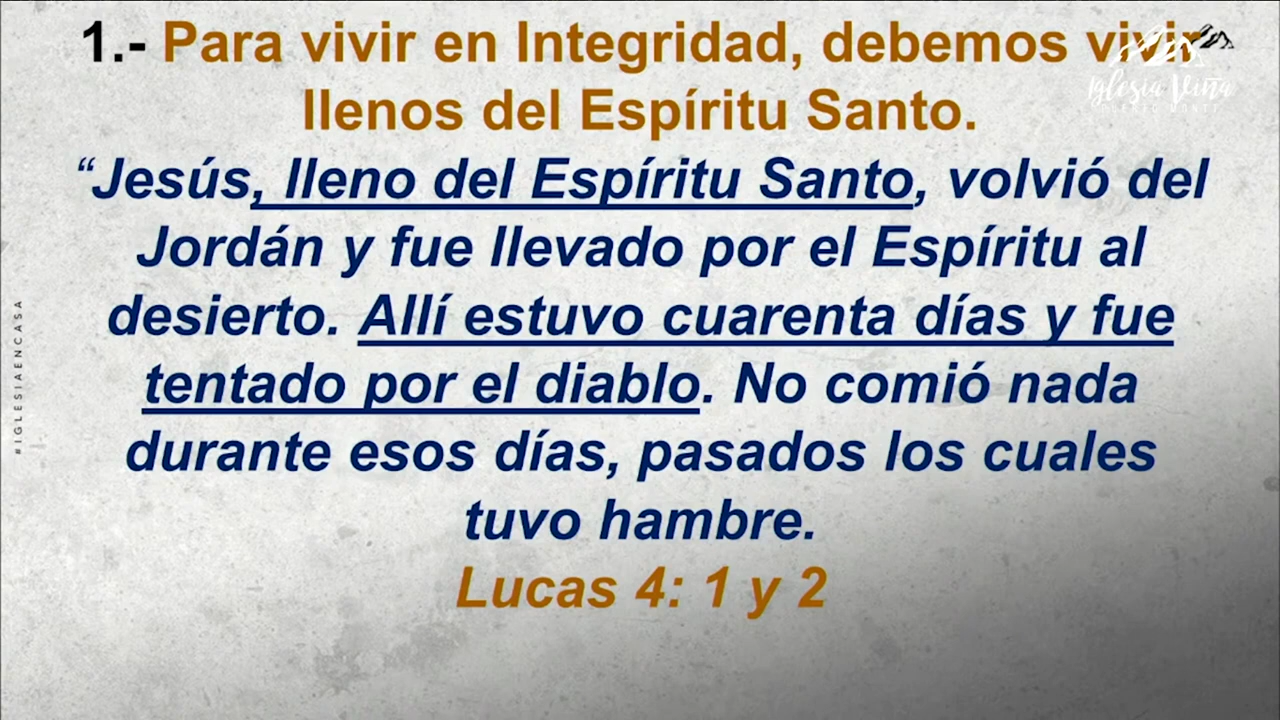 1.- Para vivir en Integridad, debemos vivir
llenos del Espíritu Santo.
“Jesús, lleno del Espíritu Santo, volvió del
Jordán y fue llevado por el Espíritu al
desierto. Allí estuvo cuarenta días y fue
tentado por el diablo. No comió nada
durante esos días, pasados los cuales
tuvo hambre.
Lucas 4: 1 y 2
Iglesia Viña
#IGLESIAENCASA